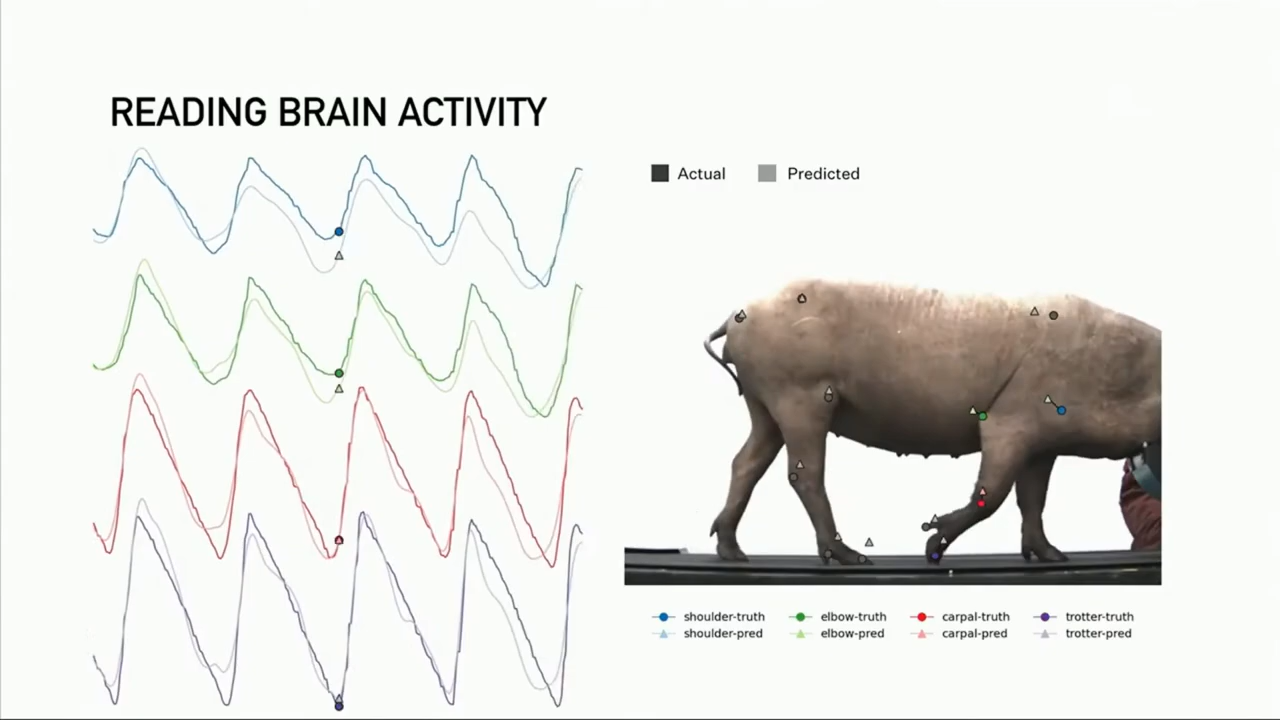 READING BRAIN ACTIVITY
Actual Predicted
shoulder-truth elbow-truth carpal-truth trotter-truth
shoulder-pred elbow-pred carpal-pred trotter-pred